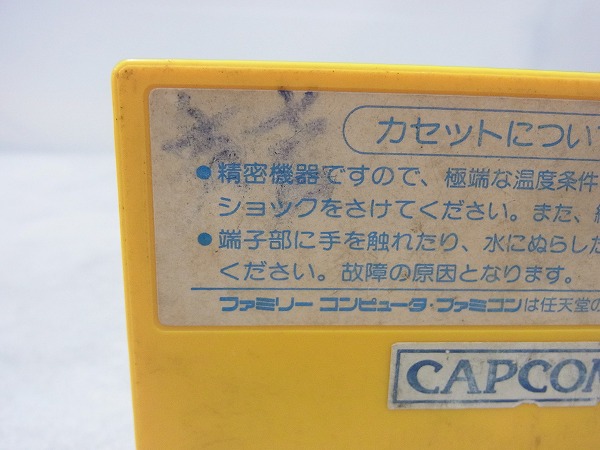 カセットについ
●精密機器ですので、極端な温度条件
ショックをさけてください。また、
●端子部に手を触れたり、水にぬらした
ください。故障の原因となります。
ファミリー コンピュータ・ファミコンは任天堂の
CAPCOM